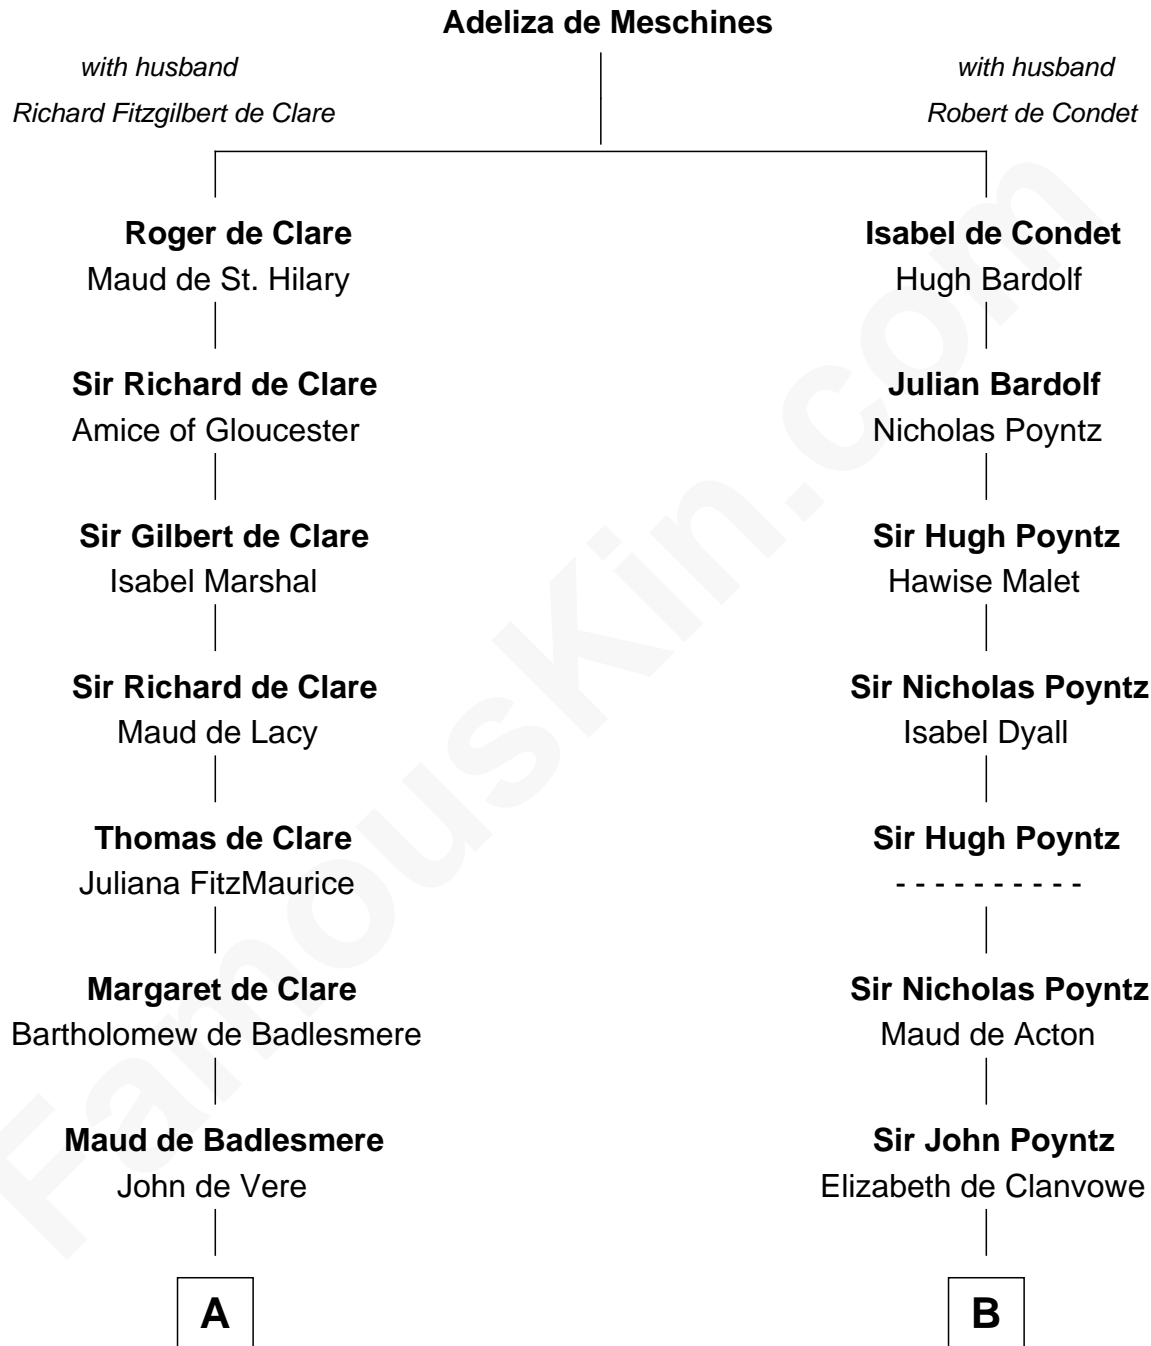 Adeliza de Meschines
with husband
Richard Fitzgilbert de Clare
with husband
Robert de Condet
Roger de Clare
Maud de St. Hilary
Isabel de Condet
Hugh Bardolf
Sir Richard de Clare
Amice of Gloucester
Julian Bardolf
Nicholas Poyntz
Sir Gilbert de Clare
Isabel Marshal
Sir Hugh Poyntz
Hawise Malet
Sir Richard de Clare
Maud de Lacy
Sir Nicholas Poyntz
Isabel Dyall
Thomas de Clare
Juliana FitzMaurice
Sir Hugh Poyntz
- - - - - - - - - -
Margaret de Clare
Bartholomew de Badlesmere
Sir Nicholas Poyntz
Maud de Acton
Maud de Badlesmere
John de Vere
Sir John Poyntz
Elizabeth de Clanvowe
A
B
FamousKin.com